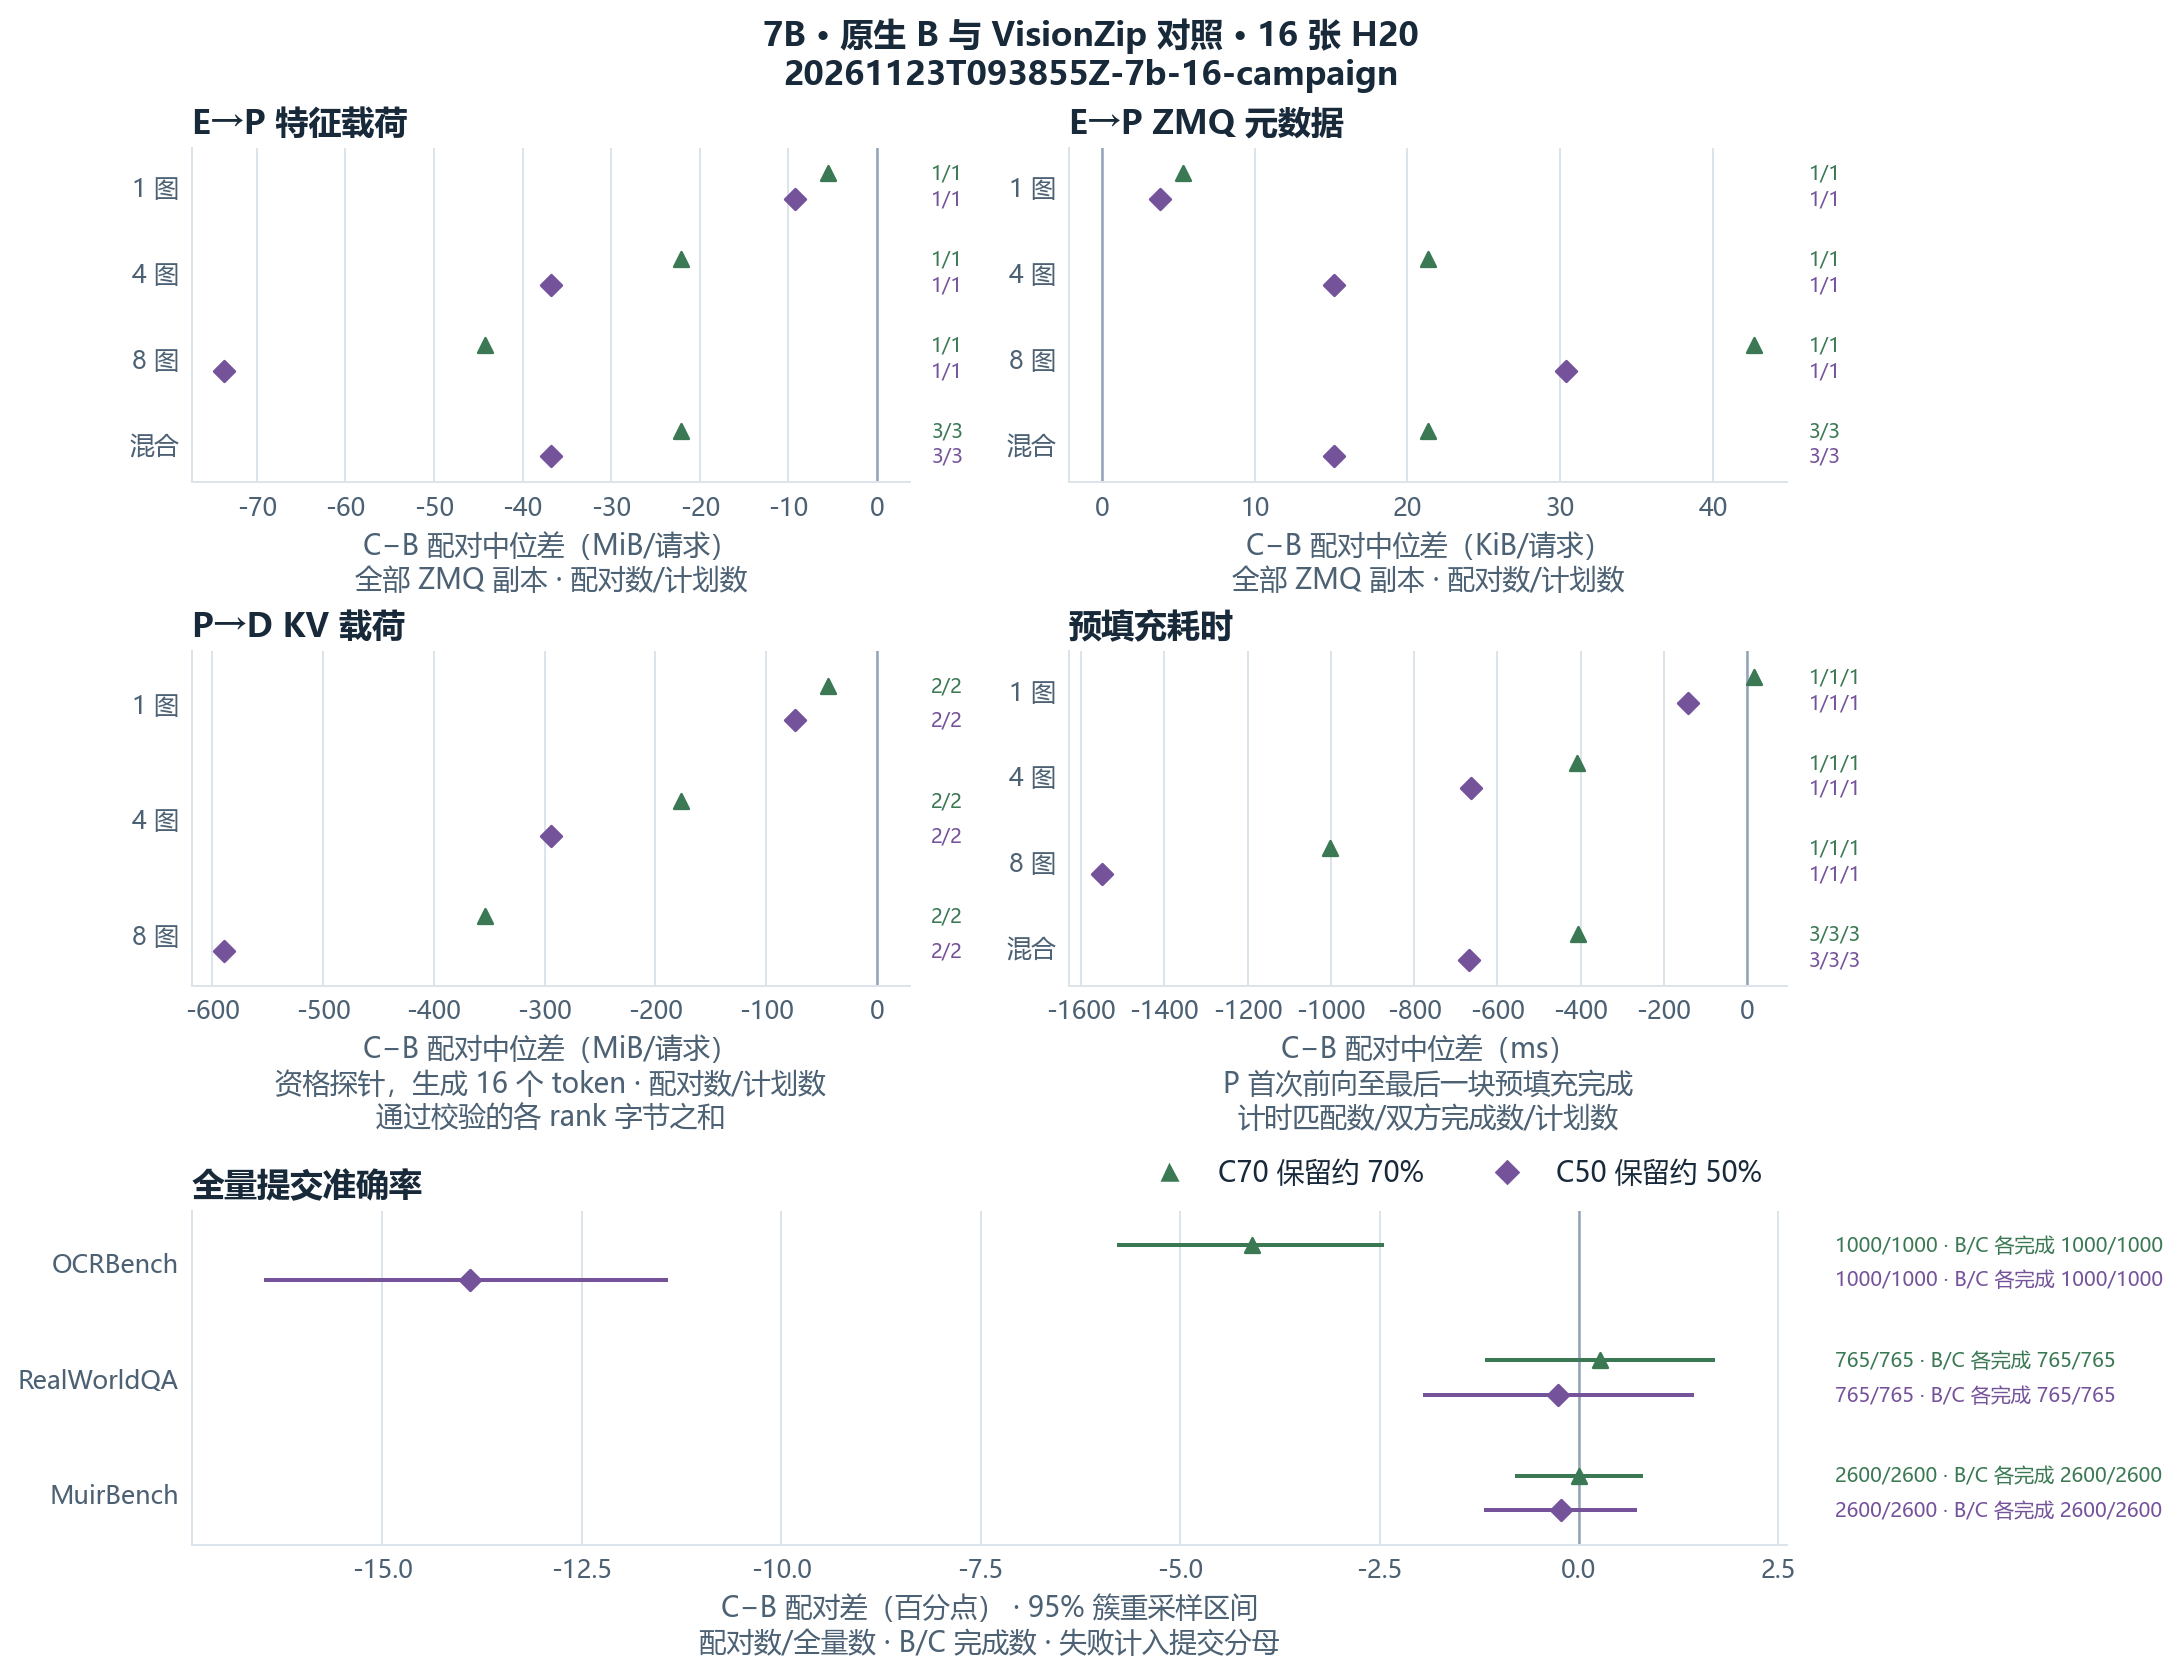 7B • 原生 B 与 VisionZip 对照 • 16 张 H20
20261123T093855Z-7b-16-campaign
E→P 特征载荷
1 图
4 图
8 图
混合
1/1
1/1
1/1
1/1
1/1
1/1
3/3
3/3
-70 -60 -50 -40 -30 -20 -10 0
C−B 配对中位差（MiB/请求）
全部 ZMQ 副本 · 配对数/计划数
E→P ZMQ 元数据
1 图
4 图
8 图
混合
1/1
1/1
1/1
1/1
1/1
1/1
3/3
3/3
0 10 20 30 40
C−B 配对中位差（KiB/请求）
全部 ZMQ 副本 · 配对数/计划数
P→D KV 载荷
1 图
4 图
8 图
2/2
2/2
2/2
2/2
2/2
2/2
-600 -500 -400 -300 -200 -100 0
C−B 配对中位差（MiB/请求）
资格探针，生成 16 个 token · 配对数/计划数
通过校验的各 rank 字节之和
预填充耗时
1 图
4 图
8 图
混合
1/1/1
1/1/1
1/1/1
1/1/1
1/1/1
1/1/1
3/3/3
3/3/3
-1600 -1400 -1200 -1000 -800 -600 -400 -200 0
C−B 配对中位差（ms）
P 首次前向至最后一块预填充完成
计时匹配数/双方完成数/计划数
全量提交准确率
C70 保留约 70%
C50 保留约 50%
OCRBench
RealWorldQA
MuirBench
1000/1000 · B/C 各完成 1000/1000
1000/1000 · B/C 各完成 1000/1000
765/765 · B/C 各完成 765/765
765/765 · B/C 各完成 765/765
2600/2600 · B/C 各完成 2600/2600
2600/2600 · B/C 各完成 2600/2600
-15.0 -12.5 -10.0 -7.5 -5.0 -2.5 0.0 2.5
C−B 配对差（百分点） · 95% 簇重采样区间
配对数/全量数 · B/C 完成数 · 失败计入提交分母